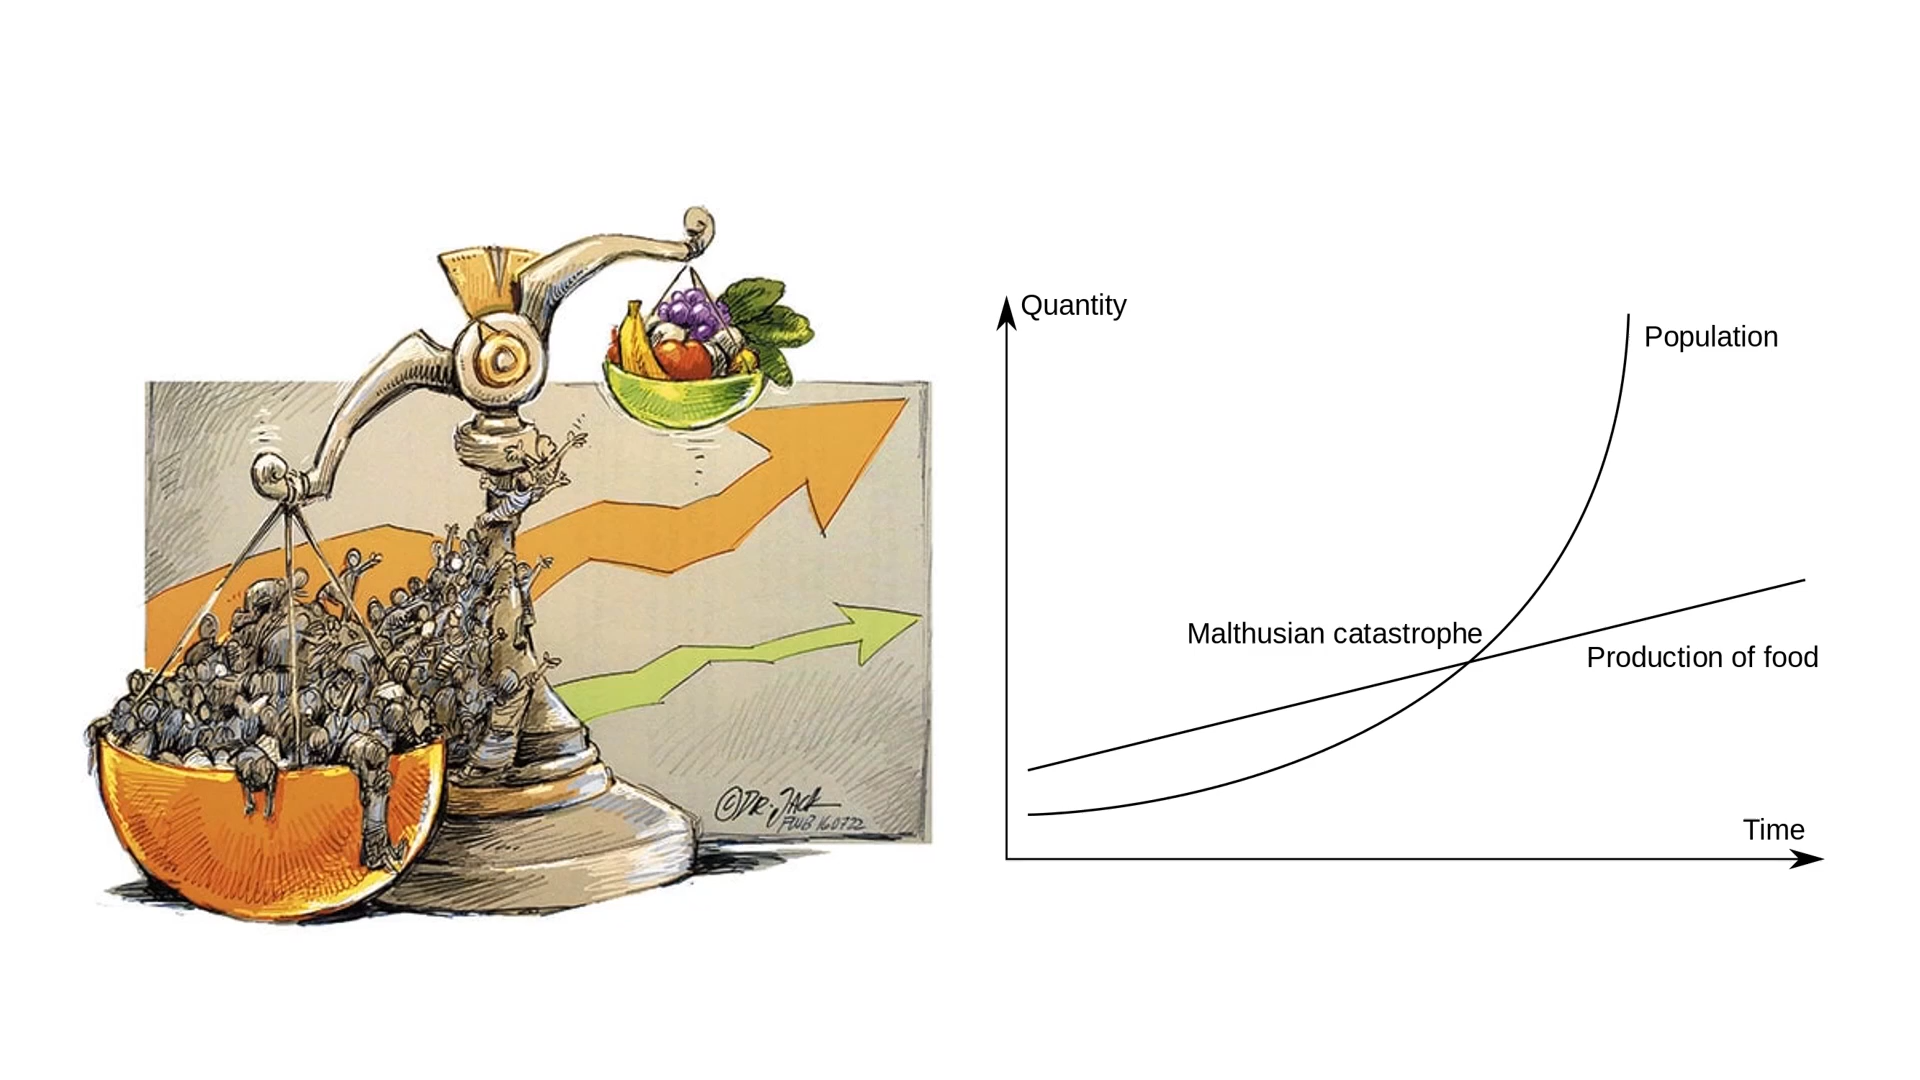 Quantity
Population
Malthusian catastrophe
Production of food
Time
©DR. JACK